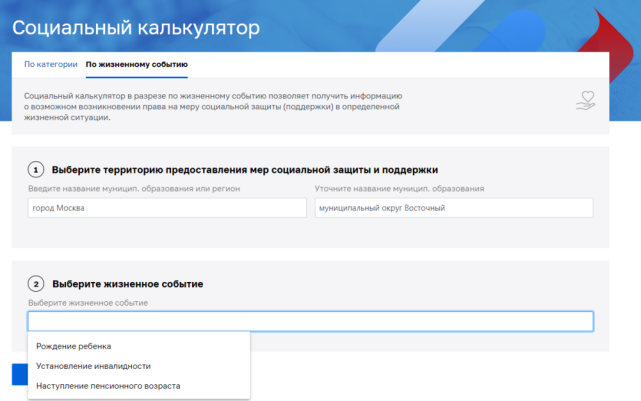 Социальный калькулятор
По категории По жизненному событию
Социальный калькулятор в разрезе по жизненному событию позволяет получить информацию
о возможном возникновении права на меру социальной защиты (поддержки) в определенной
жизненной ситуации.
1 Выберите территорию предоставления мер социальной защиты и поддержки
Введите название муницип. образования или регион Уточните название муницип. образования
город Москва муниципальный округ Восточный
2 Выберите жизненное событие
Выберите жизненное событие
Рождение ребенка
Установление инвалидности
Наступление пенсионного возраста